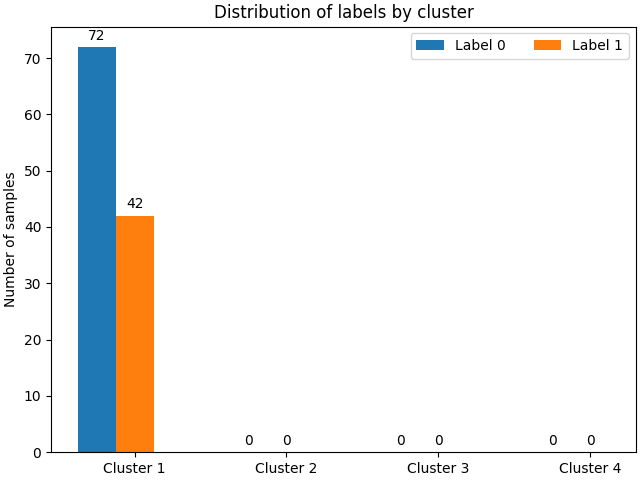 Distribution of labels by cluster
Label 0 Label 1
Number of samples
70
60
50
40
30
20
10
0
72
42
0 0 0 0 0 0
Cluster 1 Cluster 2 Cluster 3 Cluster 4